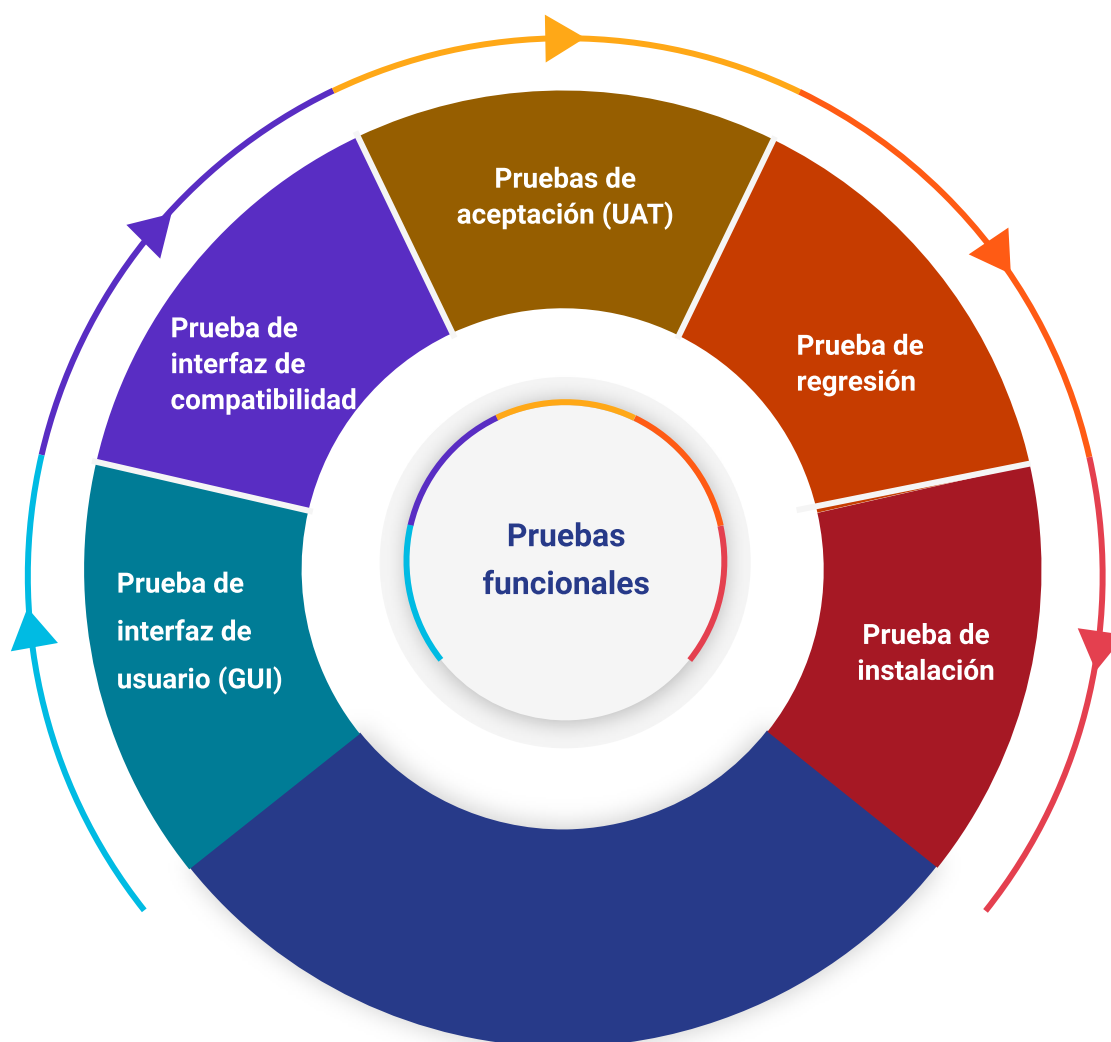 Pruebas de
aceptación (UAT)
Prueba de
interfaz de
compatibilidad
Prueba de
regresión
Pruebas
funcionales
Prueba de
interfaz de
usuario (GUI)
Prueba de
instalación